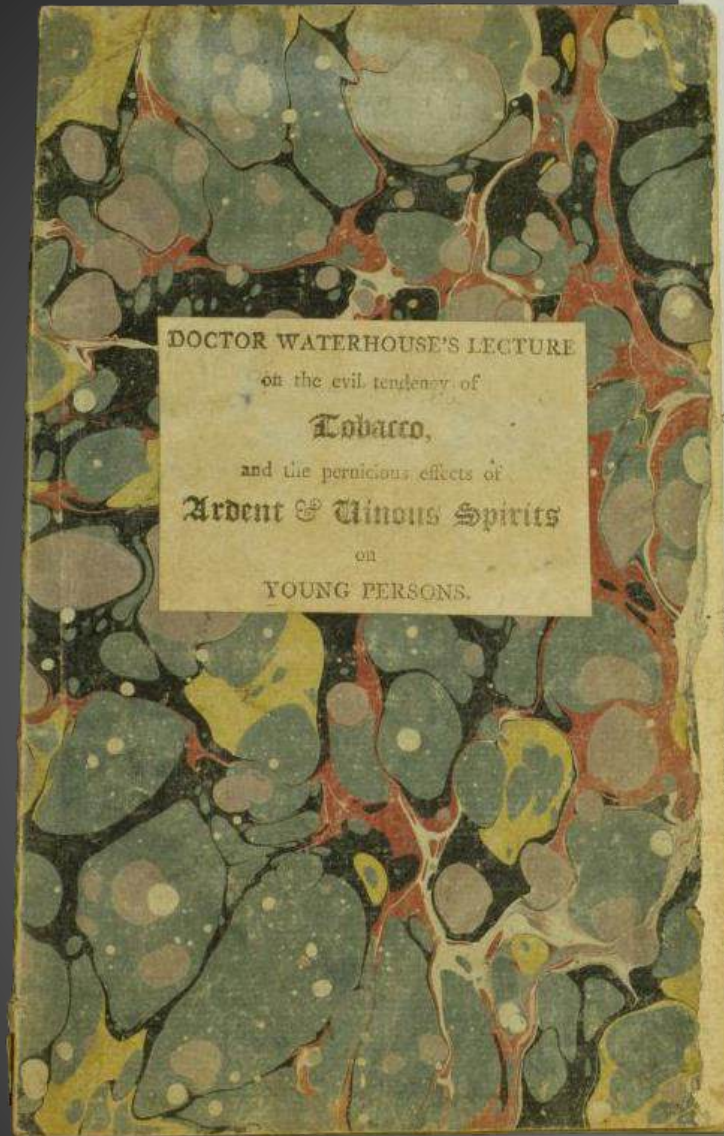 DOCTOR WATERHOUSE'S LECTURE
on the evil tendency of
Tobacco,
and the pernicious effects of
Ardent & Vinous Spirits
on
YOUNG PERSONS.